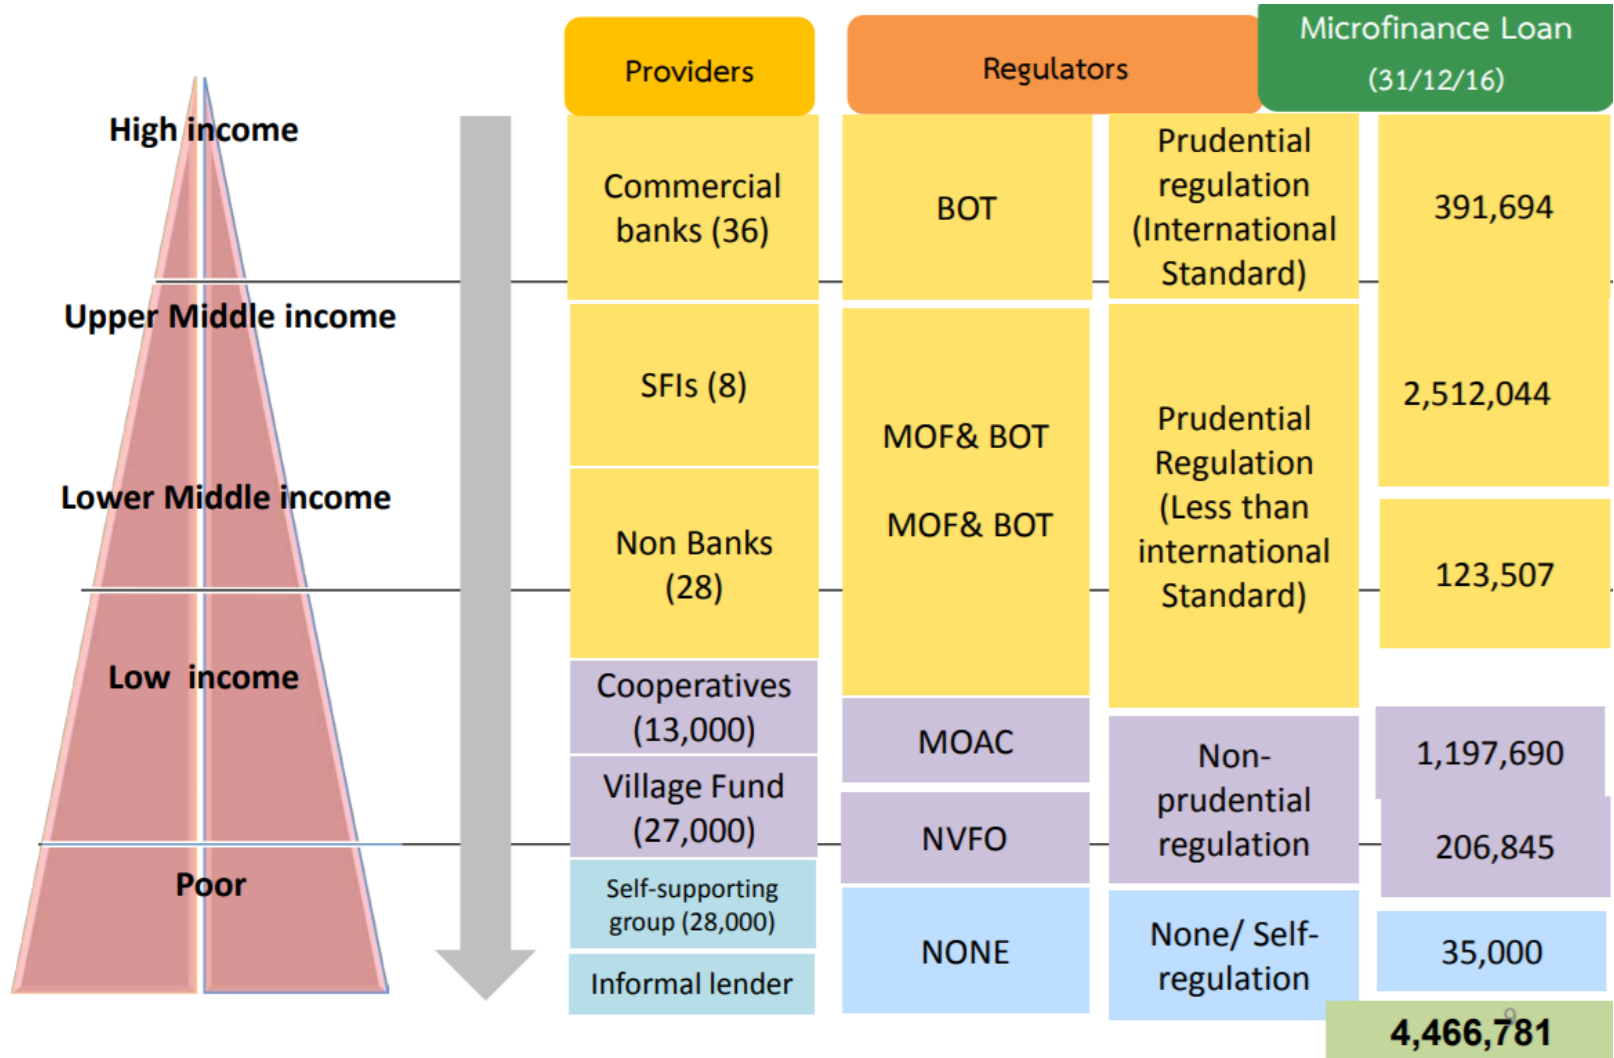 Providers
Regulators
Microfinance Loan
(31/12/16)
High income
Upper Middle income
Lower Middle income
Low income
Poor
Commercial
banks (36)
SFIs (8)
Non Banks
(28)
Cooperatives
(13,000)
Village Fund
(27,000)
Self-supporting
group (28,000)
Informal lender
BOT
MOF& BOT
MOF& BOT
MOAC
NVFO
NONE
Prudential
regulation
(International
Standard)
Prudential
Regulation
(Less than
international
Standard)
Non-
prudential
regulation
None/ Self-
regulation
391,694
2,512,044
123,507
1,197,690
206,845
35,000
9
4,466,781